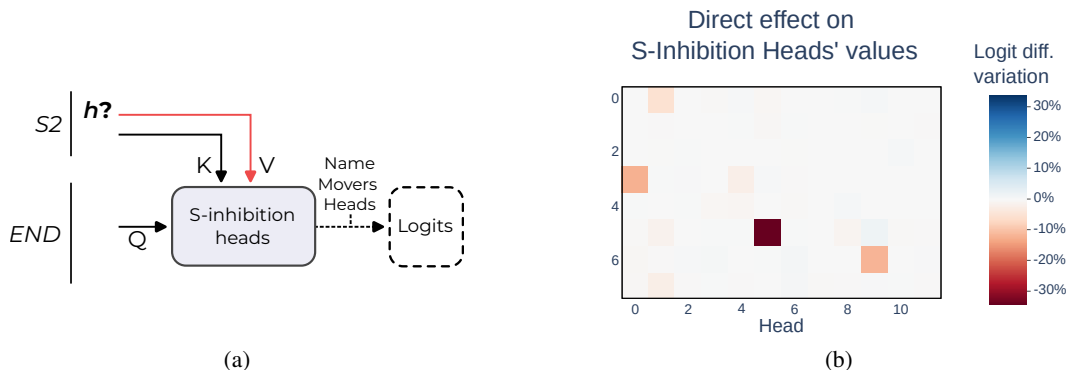 S2
h?
K
V
END
Q
S-inhibition
heads
Name
Movers
Heads
Logits
(a)
Direct effect on
S-Inhibition Heads' values
0
2
4
6
0
2
4
6
8
10
Head
Logit diff.
variation
30%
20%
10%
0%
-10%
-20%
-30%
(b)